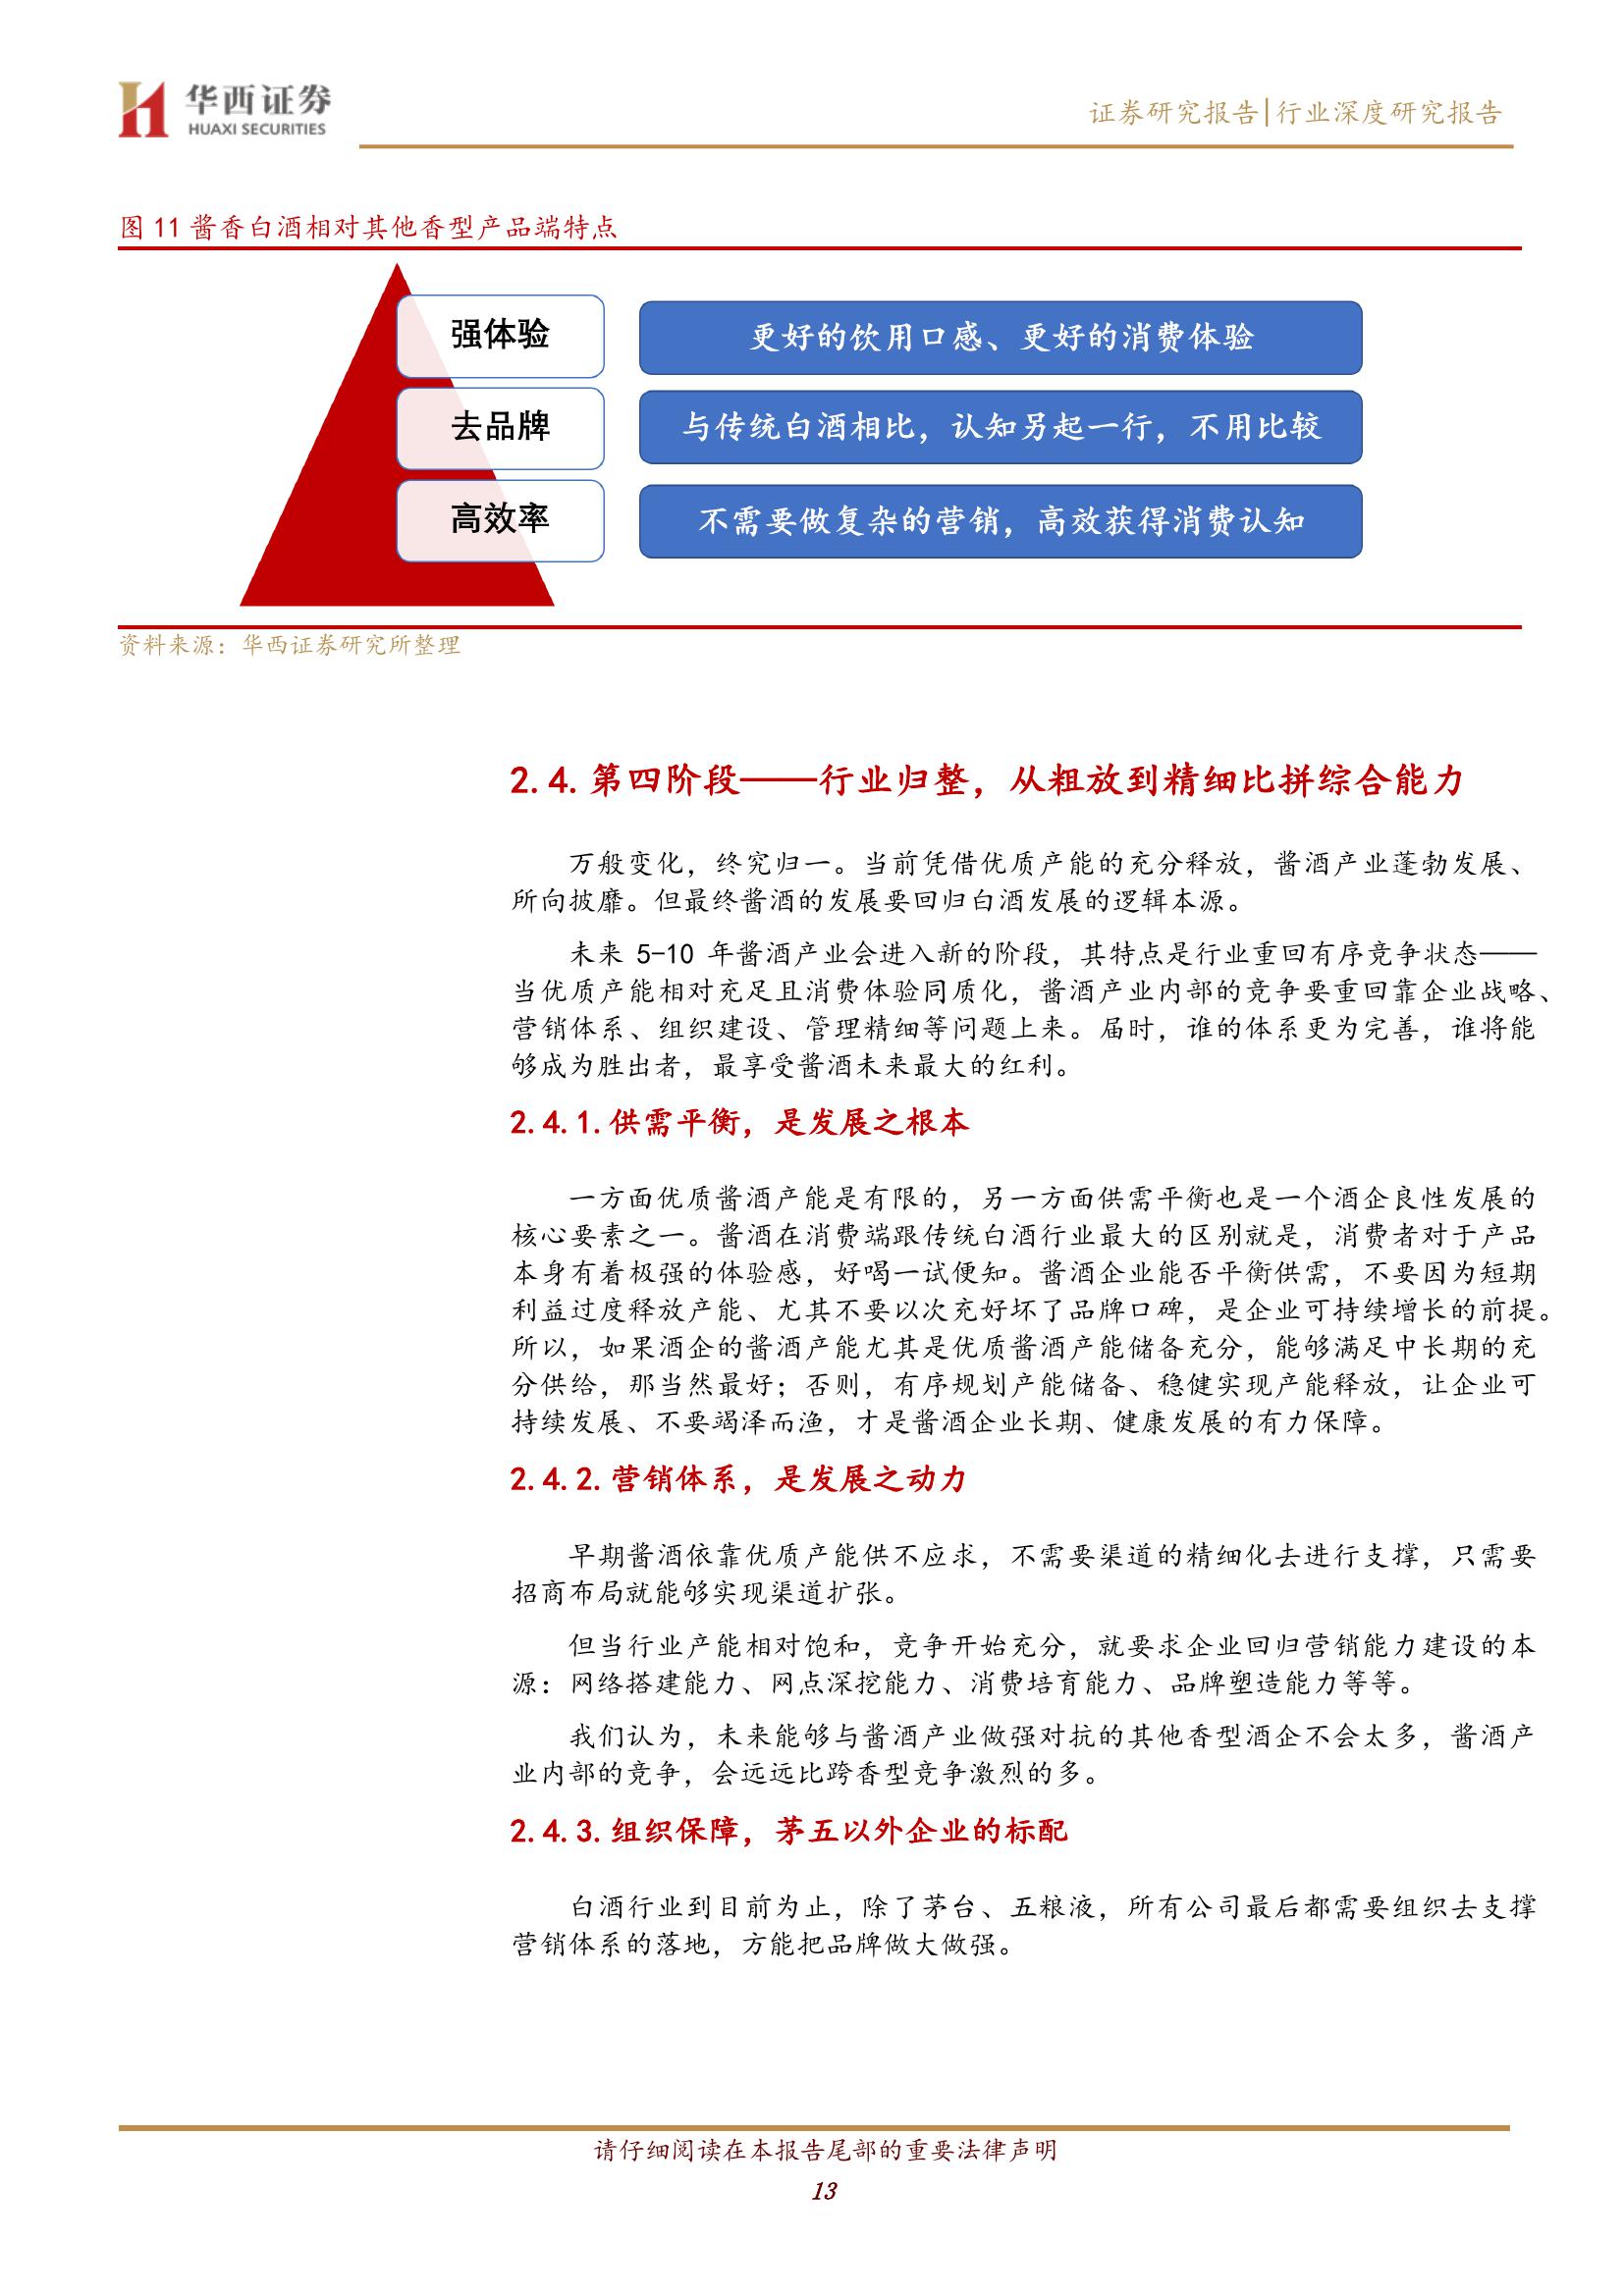 华西证券
HUAXI SECURITIES
证券研究报告|行业深度研究报告
图 11 酱香白酒相对其他香型产品端特点
强体验
更好的饮用口感、更好的消费体验
去品牌
与传统白酒相比，认知另起一行，不用比较
高效率
不需要做复杂的营销，高效获得消费认知
资料来源：华西证券研究所整理
2.4.第四阶段——行业归整，从粗放到精细比拼综合能力
万般变化，终究归一。当前凭借优质产能的充分释放，酱酒产业蓬勃发展、
所向披靡。但最终酱酒的发展要回归白酒发展的逻辑本源。
未来 5-10 年酱酒产业会进入新的阶段，其特点是行业重回有序竞争状态——
当优质产能相对充足且消费体验同质化，酱酒产业内部的竞争要重回靠企业战略、
营销体系、组织建设、管理精细等问题上来。届时，谁的体系更为完善，谁将能
够成为胜出者，最享受酱酒未来最大的红利。
2.4.1.供需平衡，是发展之根本
一方面优质酱酒产能是有限的，另一方面供需平衡也是一个酒企良性发展的
核心要素之一。酱酒在消费端跟传统白酒行业最大的区别就是，消费者对于产品
本身有着极强的体验感，好喝一试便知。酱酒企业能否平衡供需，不要因为短期
利益过度释放产能、尤其不要以次充好坏了品牌口碑，是企业可持续增长的前提。
所以，如果酒企的酱酒产能尤其是优质酱酒产能储备充分，能够满足中长期的充
分供给，那当然最好；否则，有序规划产能储备、稳健实现产能释放，让企业可
持续发展、不要竭泽而渔，才是酱酒企业长期、健康发展的有力保障。
2.4.2.营销体系，是发展之动力
早期酱酒依靠优质产能供不应求，不需要渠道的精细化去进行支撑，只需要
招商布局就能够实现渠道扩张。
但当行业产能相对饱和，竞争开始充分，就要求企业回归营销能力建设的本
源：网络搭建能力、网点深挖能力、消费培育能力、品牌塑造能力等等。
我们认为，未来能够与酱酒产业做强对抗的其他香型酒企不会太多，酱酒产
业内部的竞争，会远远比跨香型竞争激烈的多。
2.4.3.组织保障，茅五以外企业的标配
白酒行业到目前为止，除了茅台、五粮液，所有公司最后都需要组织去支撑
营销体系的落地，方能把品牌做大做强。
请仔细阅读在本报告尾部的重要法律声明
13